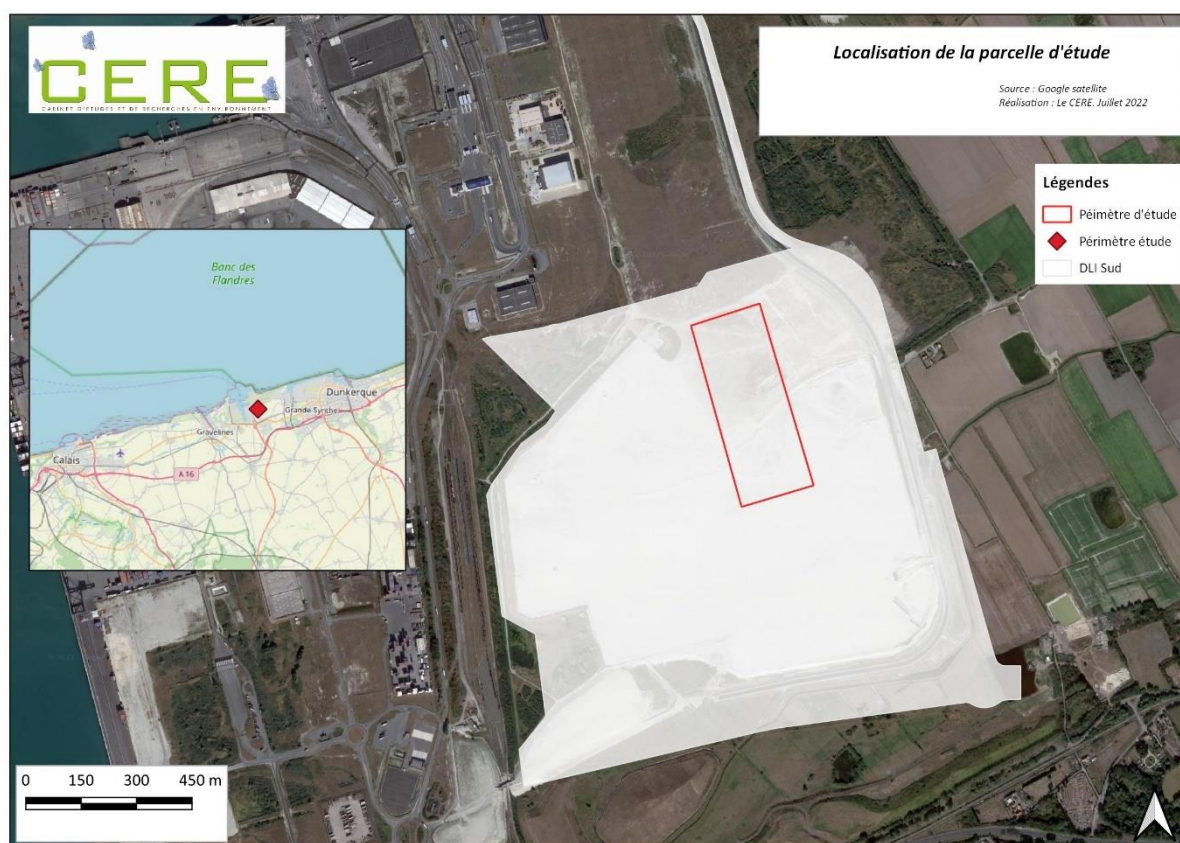 CERE
CABINET D'ETUDES ET DE RECHERCHES EN ENVIRONNEMENT
Localisation de la parcelle d'étude
Source : Google satellite
Réalisation : Le CERE. Juillet 2022
Légendes
Péimètre d'étude
Périmètre étude
DLI Sud
Banc des
Flandres
Dunkerque
Grande-Synthe
Gravelines
Calais
A 16
0 150 300 450 m